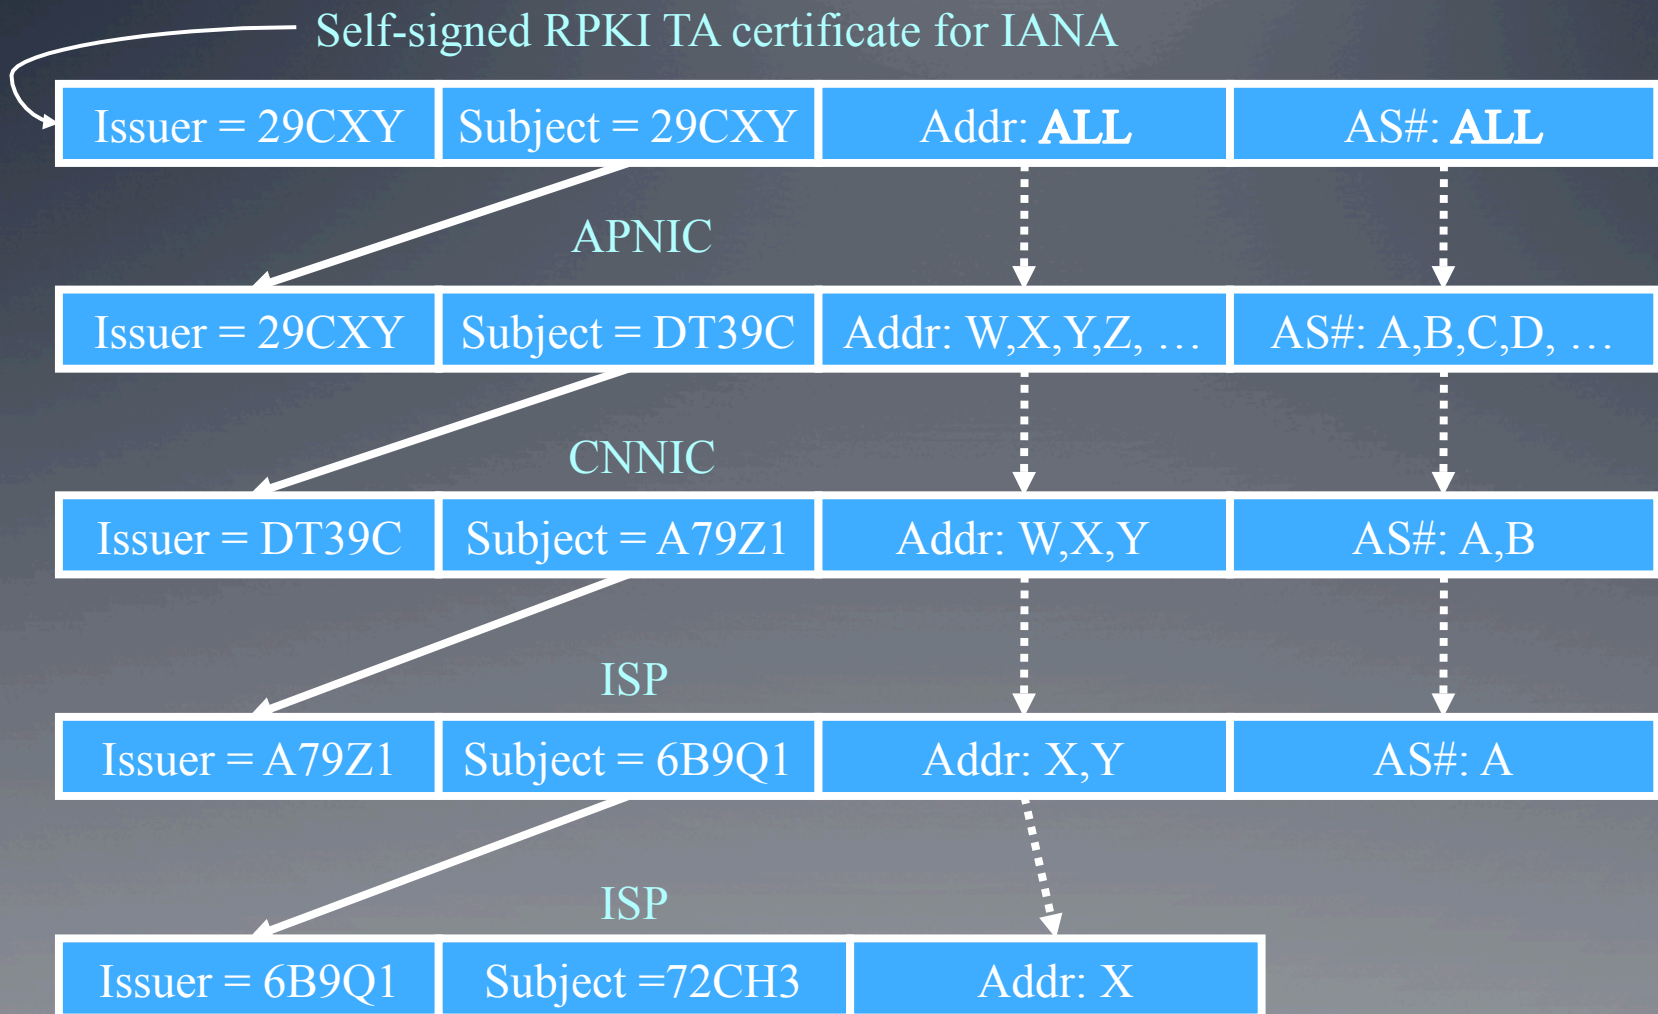 Self-signed RPKI TA certificate for IANA
Issuer = 29CXY Subject = 29CXY Addr: ALL AS#: ALL
APNIC
Issuer = 29CXY Subject = DT39C Addr: W,X,Y,Z, … AS#: A,B,C,D, …
CNNIC
Issuer = DT39C Subject = A79Z1 Addr: W,X,Y AS#: A,B
ISP
Issuer = A79Z1 Subject = 6B9Q1 Addr: X,Y AS#: A
ISP
Issuer = 6B9Q1 Subject =72CH3 Addr: X